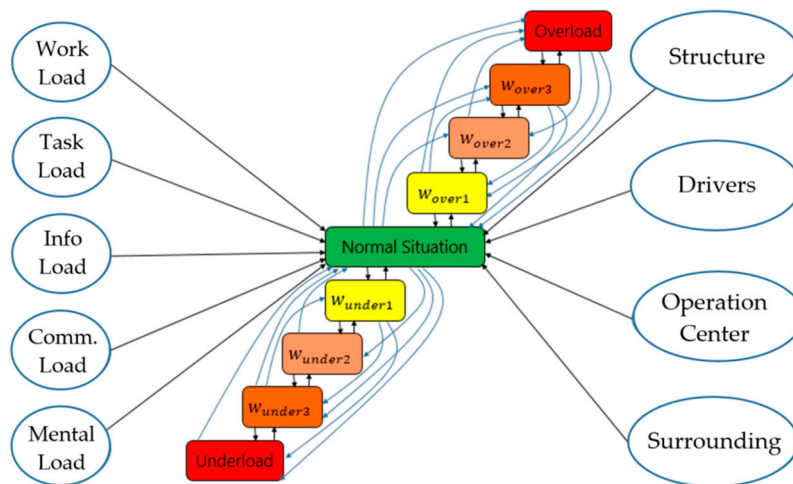 Work
Load
Task
Load
Info
Load
Comm.
Load
Mental
Load
Overload
w_over3
w_over2
w_over1
Normal Situation
w_under1
w_under2
w_under3
Underload
Structure
Drivers
Operation
Center
Surrounding